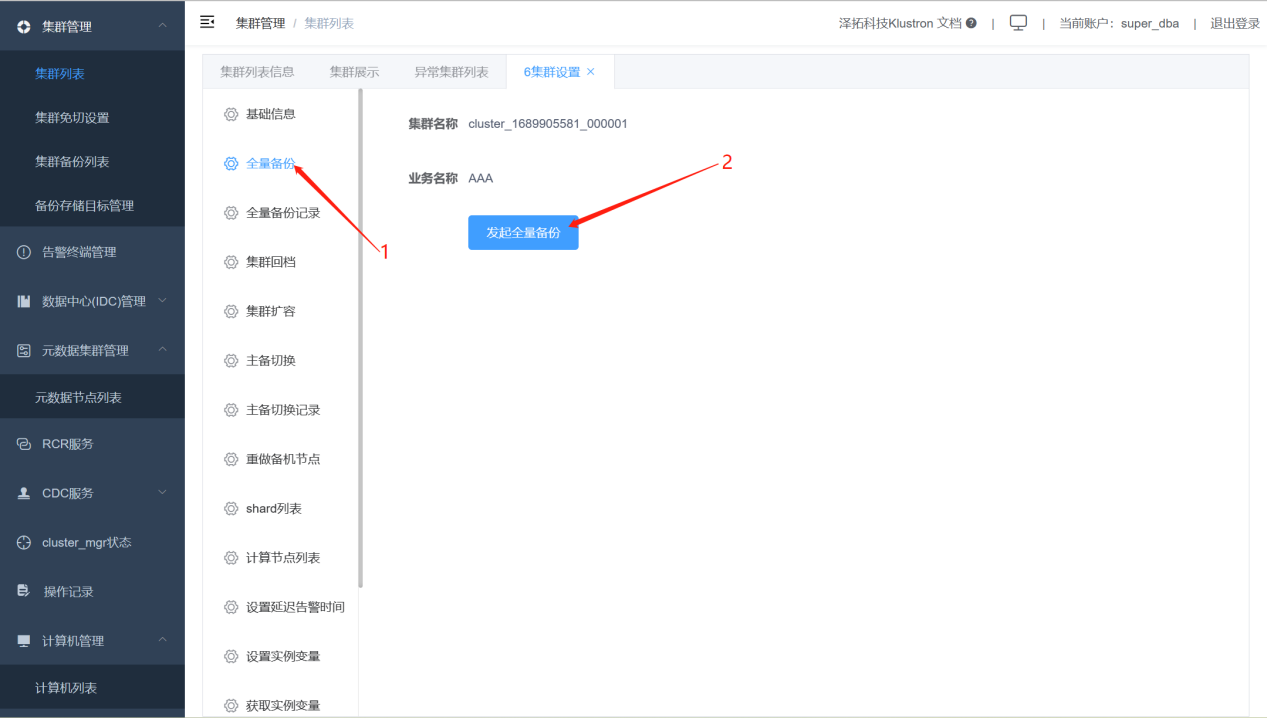 集群管理
集群列表
集群免切设置
集群备份列表
备份存储目标管理
告警终端管理
数据中心(IDC)管理
元数据集群管理
元数据节点列表
RCR服务
CDC服务
cluster_mgr状态
操作记录
计算机管理
计算机列表
集群管理 / 集群列表
泽拓科技Klustron 文档 ? | | 当前账户：super_dba | 退出登录
集群列表信息 集群展示 异常集群列表 6集群设置 ×
基础信息
全量备份
全量备份记录
集群回档
集群扩容
主备切换
主备切换记录
重做备机节点
shard列表
计算节点列表
设置延迟告警时间
设置实例变量
获取实例变量
集群名称 cluster_1689905581_000001
业务名称 AAA
发起全量备份
1
2